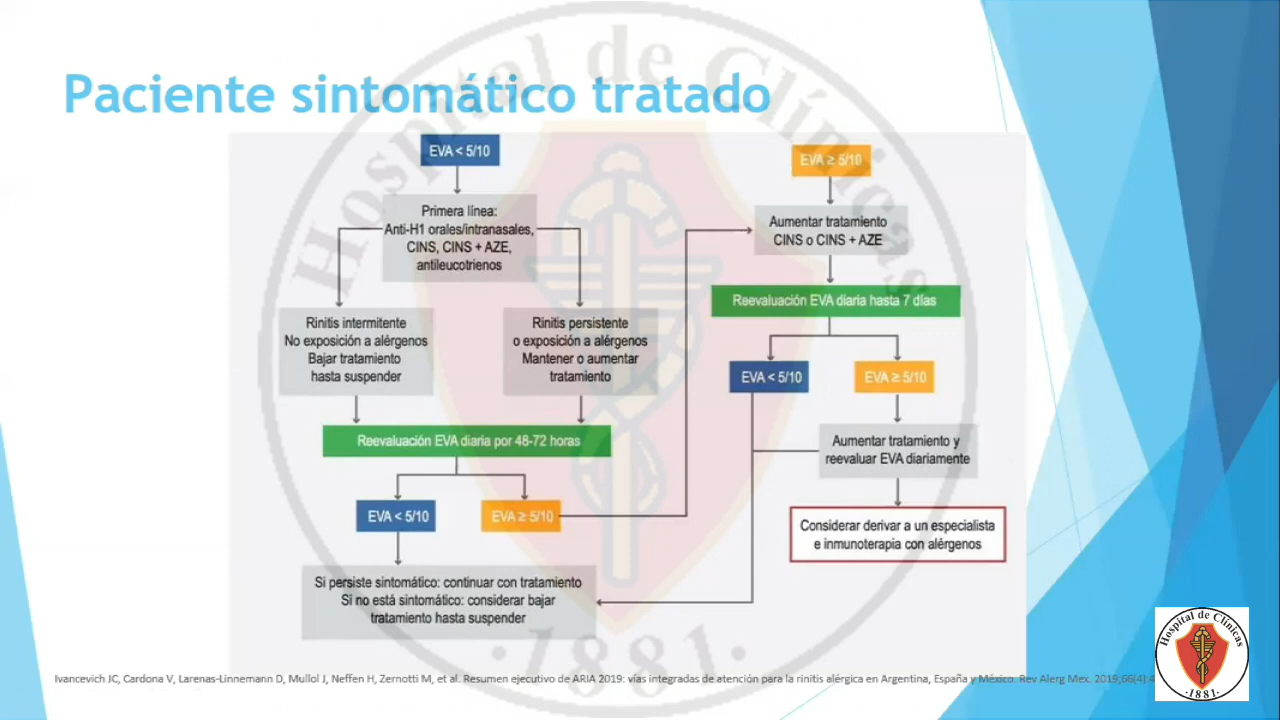 Paciente sintomático tratado
EVA < 5/10
Primera línea:
Anti-H1 orales/intranasales,
CINS, CINS + AZE,
antileucotrienos
Rinitis intermitente
No exposición a alérgenos
Bajar tratamiento
hasta suspender
Rinitis persistente
o exposición a alérgenos
Mantener o aumentar
tratamiento
Reevaluación EVA diaria por 48-72 horas
EVA < 5/10
EVA ≥ 5/10
Si persiste sintomático: continuar con tratamiento
Si no está sintomático: considerar bajar
tratamiento hasta suspender
EVA ≥ 5/10
Aumentar tratamiento
CINS o CINS + AZE
Reevaluación EVA diaria hasta 7 días
EVA < 5/10
EVA ≥ 5/10
Aumentar tratamiento y
reevaluar EVA diariamente
Considerar derivar a un especialista
e inmunoterapia con alérgenos
Ivancevich JC, Cardona V, Larenas-Linnemann D, Mullol J, Neffen H, Zernotti M, et al. Resumen ejecutivo de ARIA 2019: vías integradas de atención para la rinitis alérgica en Argentina, España y México. Rev Alerg Mex. 2019;66(4):4
Hospital de Clínicas
·1881·
Hospital de Clínicas
·1881·